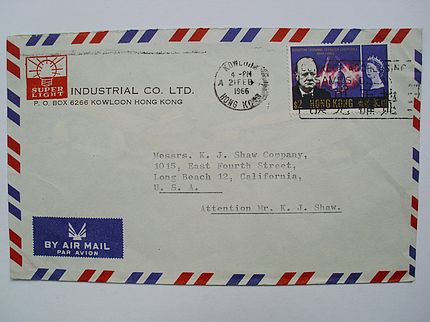 SUPER
LIGHT
INDUSTRIAL CO. LTD.
P. O. BOX 6266 KOWLOON HONG KONG
KOWLOON
4 - PM
A 21 FEB
1966
HONG KONG
$2 HONG KONG
Messrs. K. J. Shaw Company,
1015, East Fourth Street,
Long Beach 12, California,
U. S. A.
Attention Mr. K. J. Shaw.
BY AIR MAIL
PAR AVION